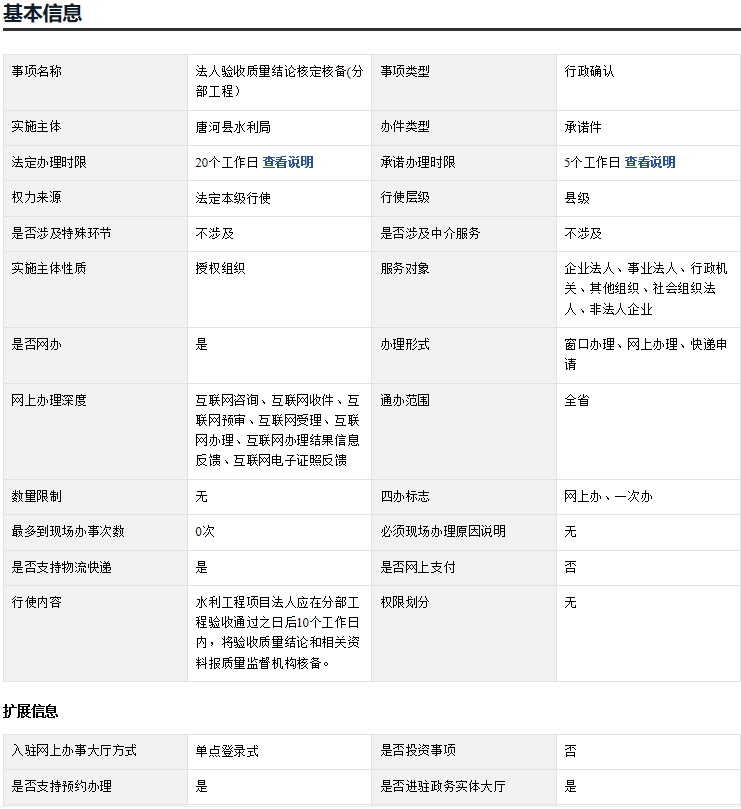 基本信息
事项名称 法人验收质量结论核定核备(分 事项类型 行政确认
部工程）
实施主体 唐河县水利局 办件类型 承诺件
法定办理时限 20个工作日 查看说明 承诺办理时限 5个工作日 查看说明
权力来源 法定本级行使 行使层级 县级
是否涉及特殊环节 不涉及 是否涉及中介服务 不涉及
实施主体性质 授权组织 服务对象 企业法人、事业法人、行政机
关、其他组织、社会组织法
人、非法人企业
是否网办 是 办理形式 窗口办理、网上办理、快递申
请
网上办理深度 互联网咨询、互联网收件、互 通办范围 全省
联网预审、互联网受理、互联
网办理、互联网办理结果信息
反馈、互联网电子证照反馈
数量限制 无 四办标志 网上办、一次办
最多到现场办事次数 0次 必须现场办理原因说明 无
是否支持物流快递 是 是否网上支付 否
行使内容 水利工程项目法人应在分部工 权限划分 无
程验收通过之日后10个工作日
内，将验收质量结论和相关资
料报质量监督机构核备。
扩展信息
入驻网上办事大厅方式 单点登录式 是否投资事项 否
是否支持预约办理 是 是否进驻政务实体大厅 是